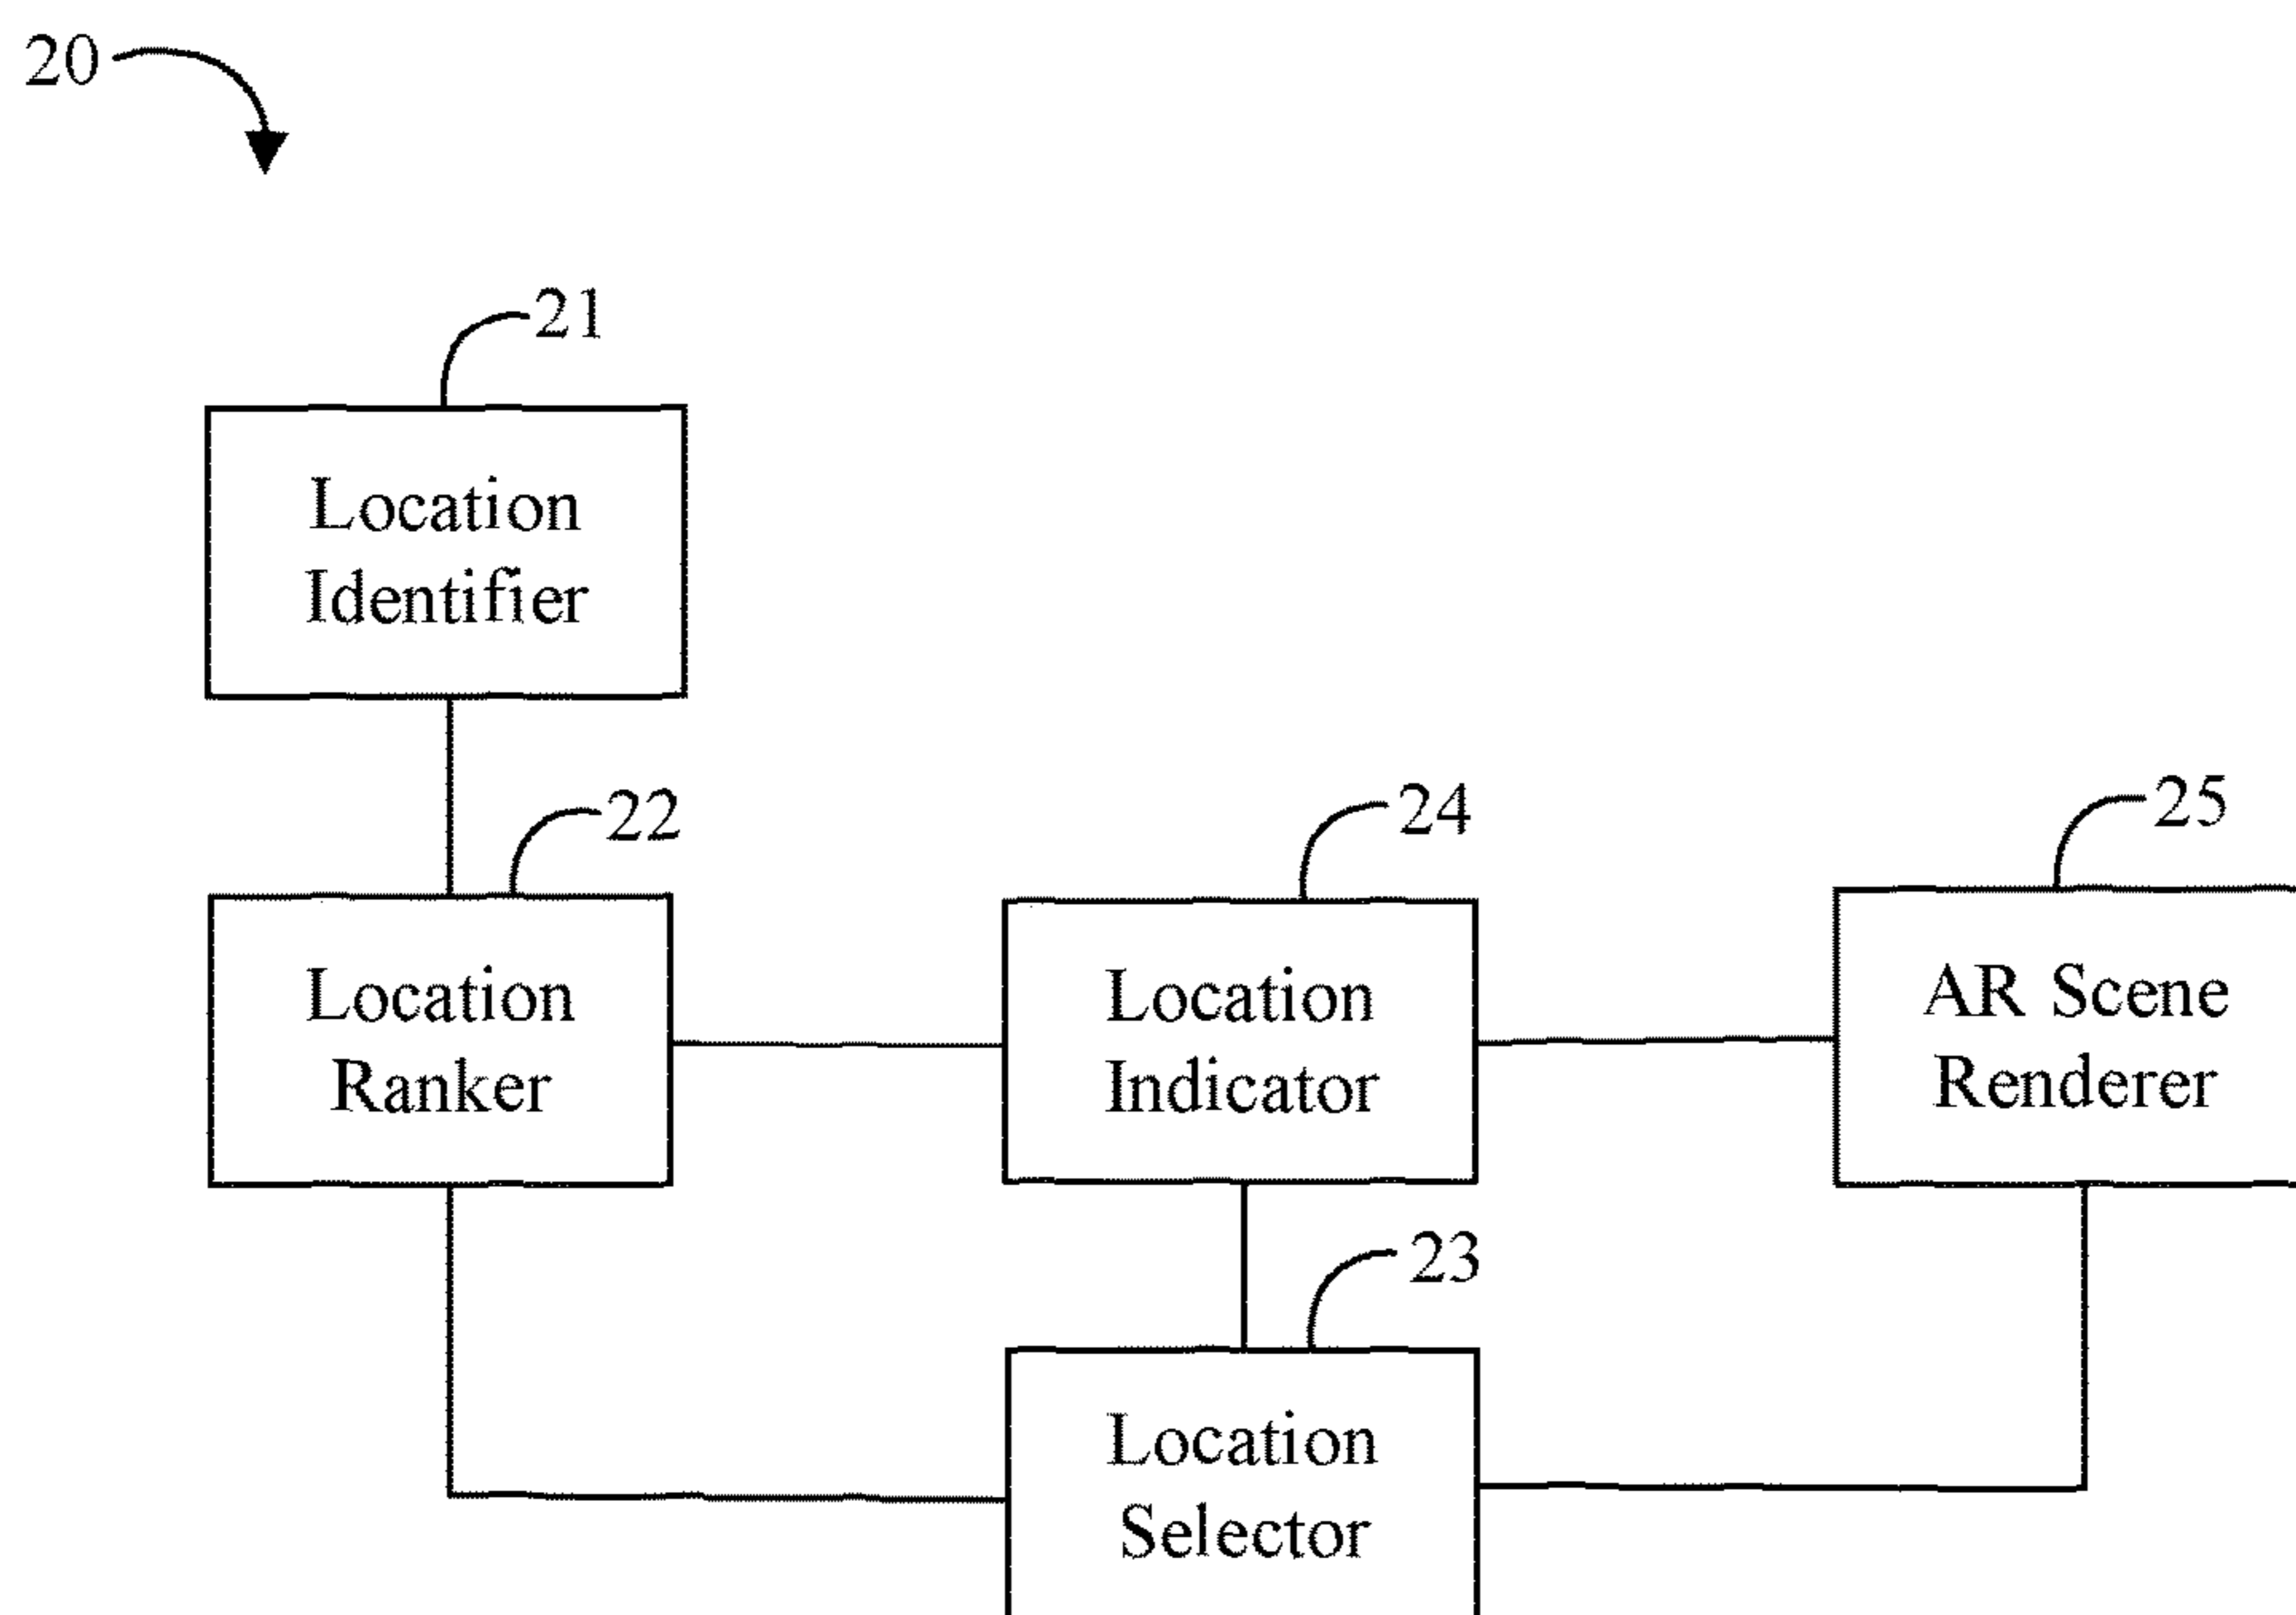 20
21
Location
Identifier
22
Location
Ranker
24
Location
Indicator
25
AR Scene
Renderer
23
Location
Selector